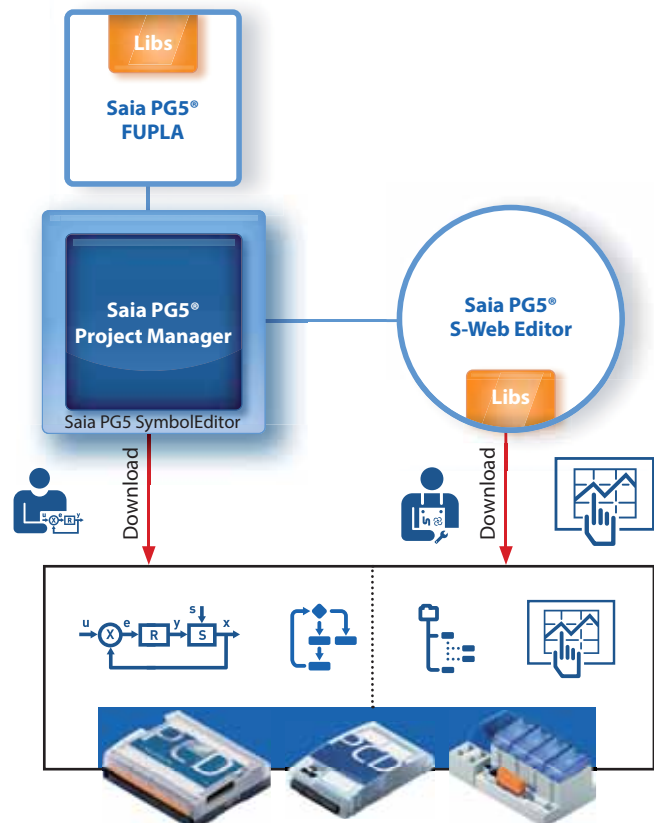 Libs
Saia PG5®
FUPLA
Saia PG5®
Project Manager
Saia PG5 SymbolEditor
Saia PG5®
S-Web Editor
Libs
Download
Download
u
X
e
R
y
u
X
e
R
y
s
S
x
PCD
PCD